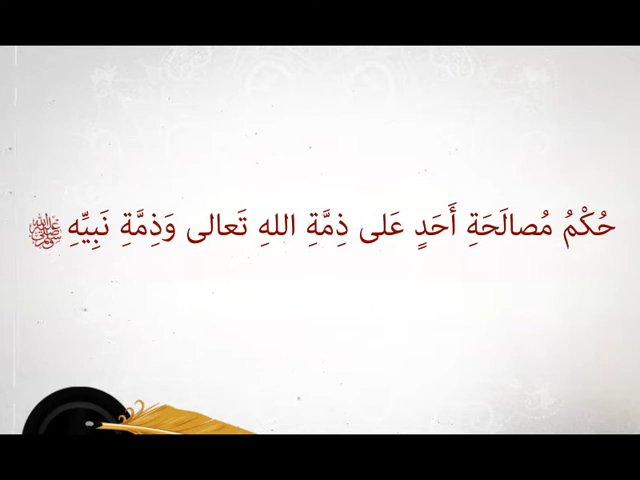 حُكْمُ مُصالَحَةِ أَحَدٍ عَلى ذِمَّةِ اللهِ تَعالى وَذِمَّةِ نَبِيِّهِ ﷺ